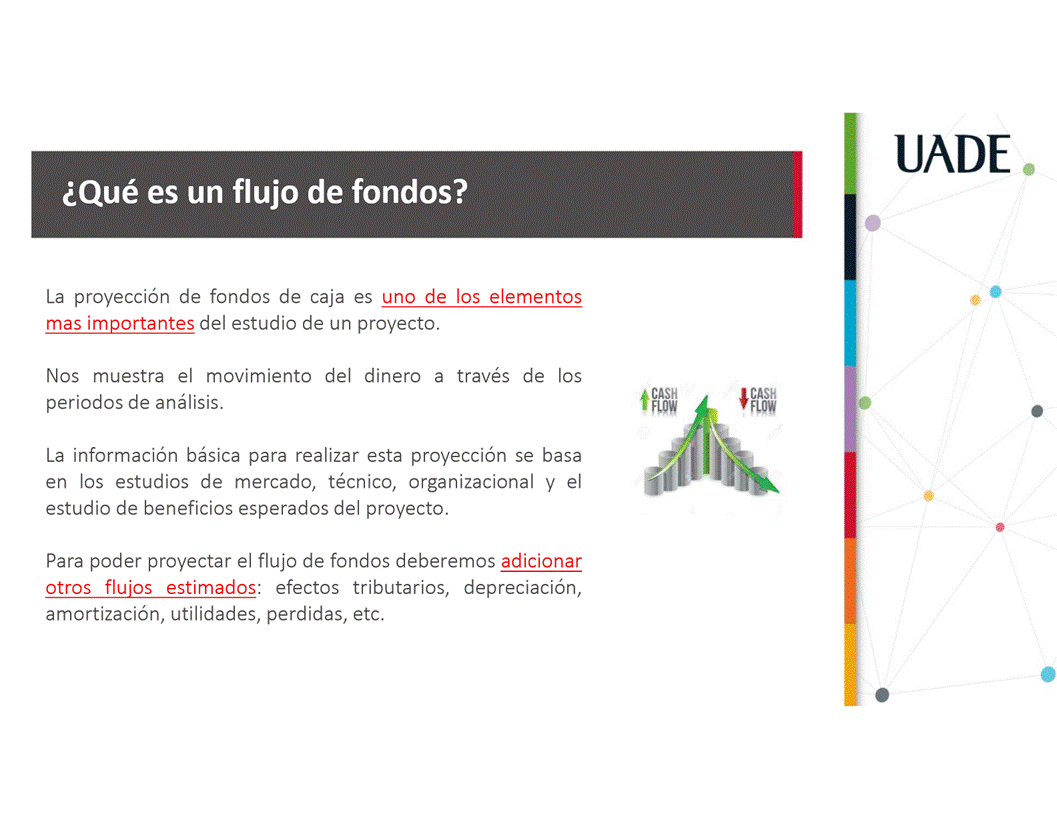 UADE
¿Qué es un flujo de fondos?
La proyección de fondos de caja es uno de los elementos
mas importantes del estudio de un proyecto.
Nos muestra el movimiento del dinero a través de los
periodos de análisis.
La información básica para realizar esta proyección se basa
en los estudios de mercado, técnico, organizacional y el
estudio de beneficios esperados del proyecto.
Para poder proyectar el flujo de fondos deberemos adicionar
otros flujos estimados: efectos tributarios, depreciación,
amortización, utilidades, perdidas, etc.
CASH
FLOW
CASH
FLOW